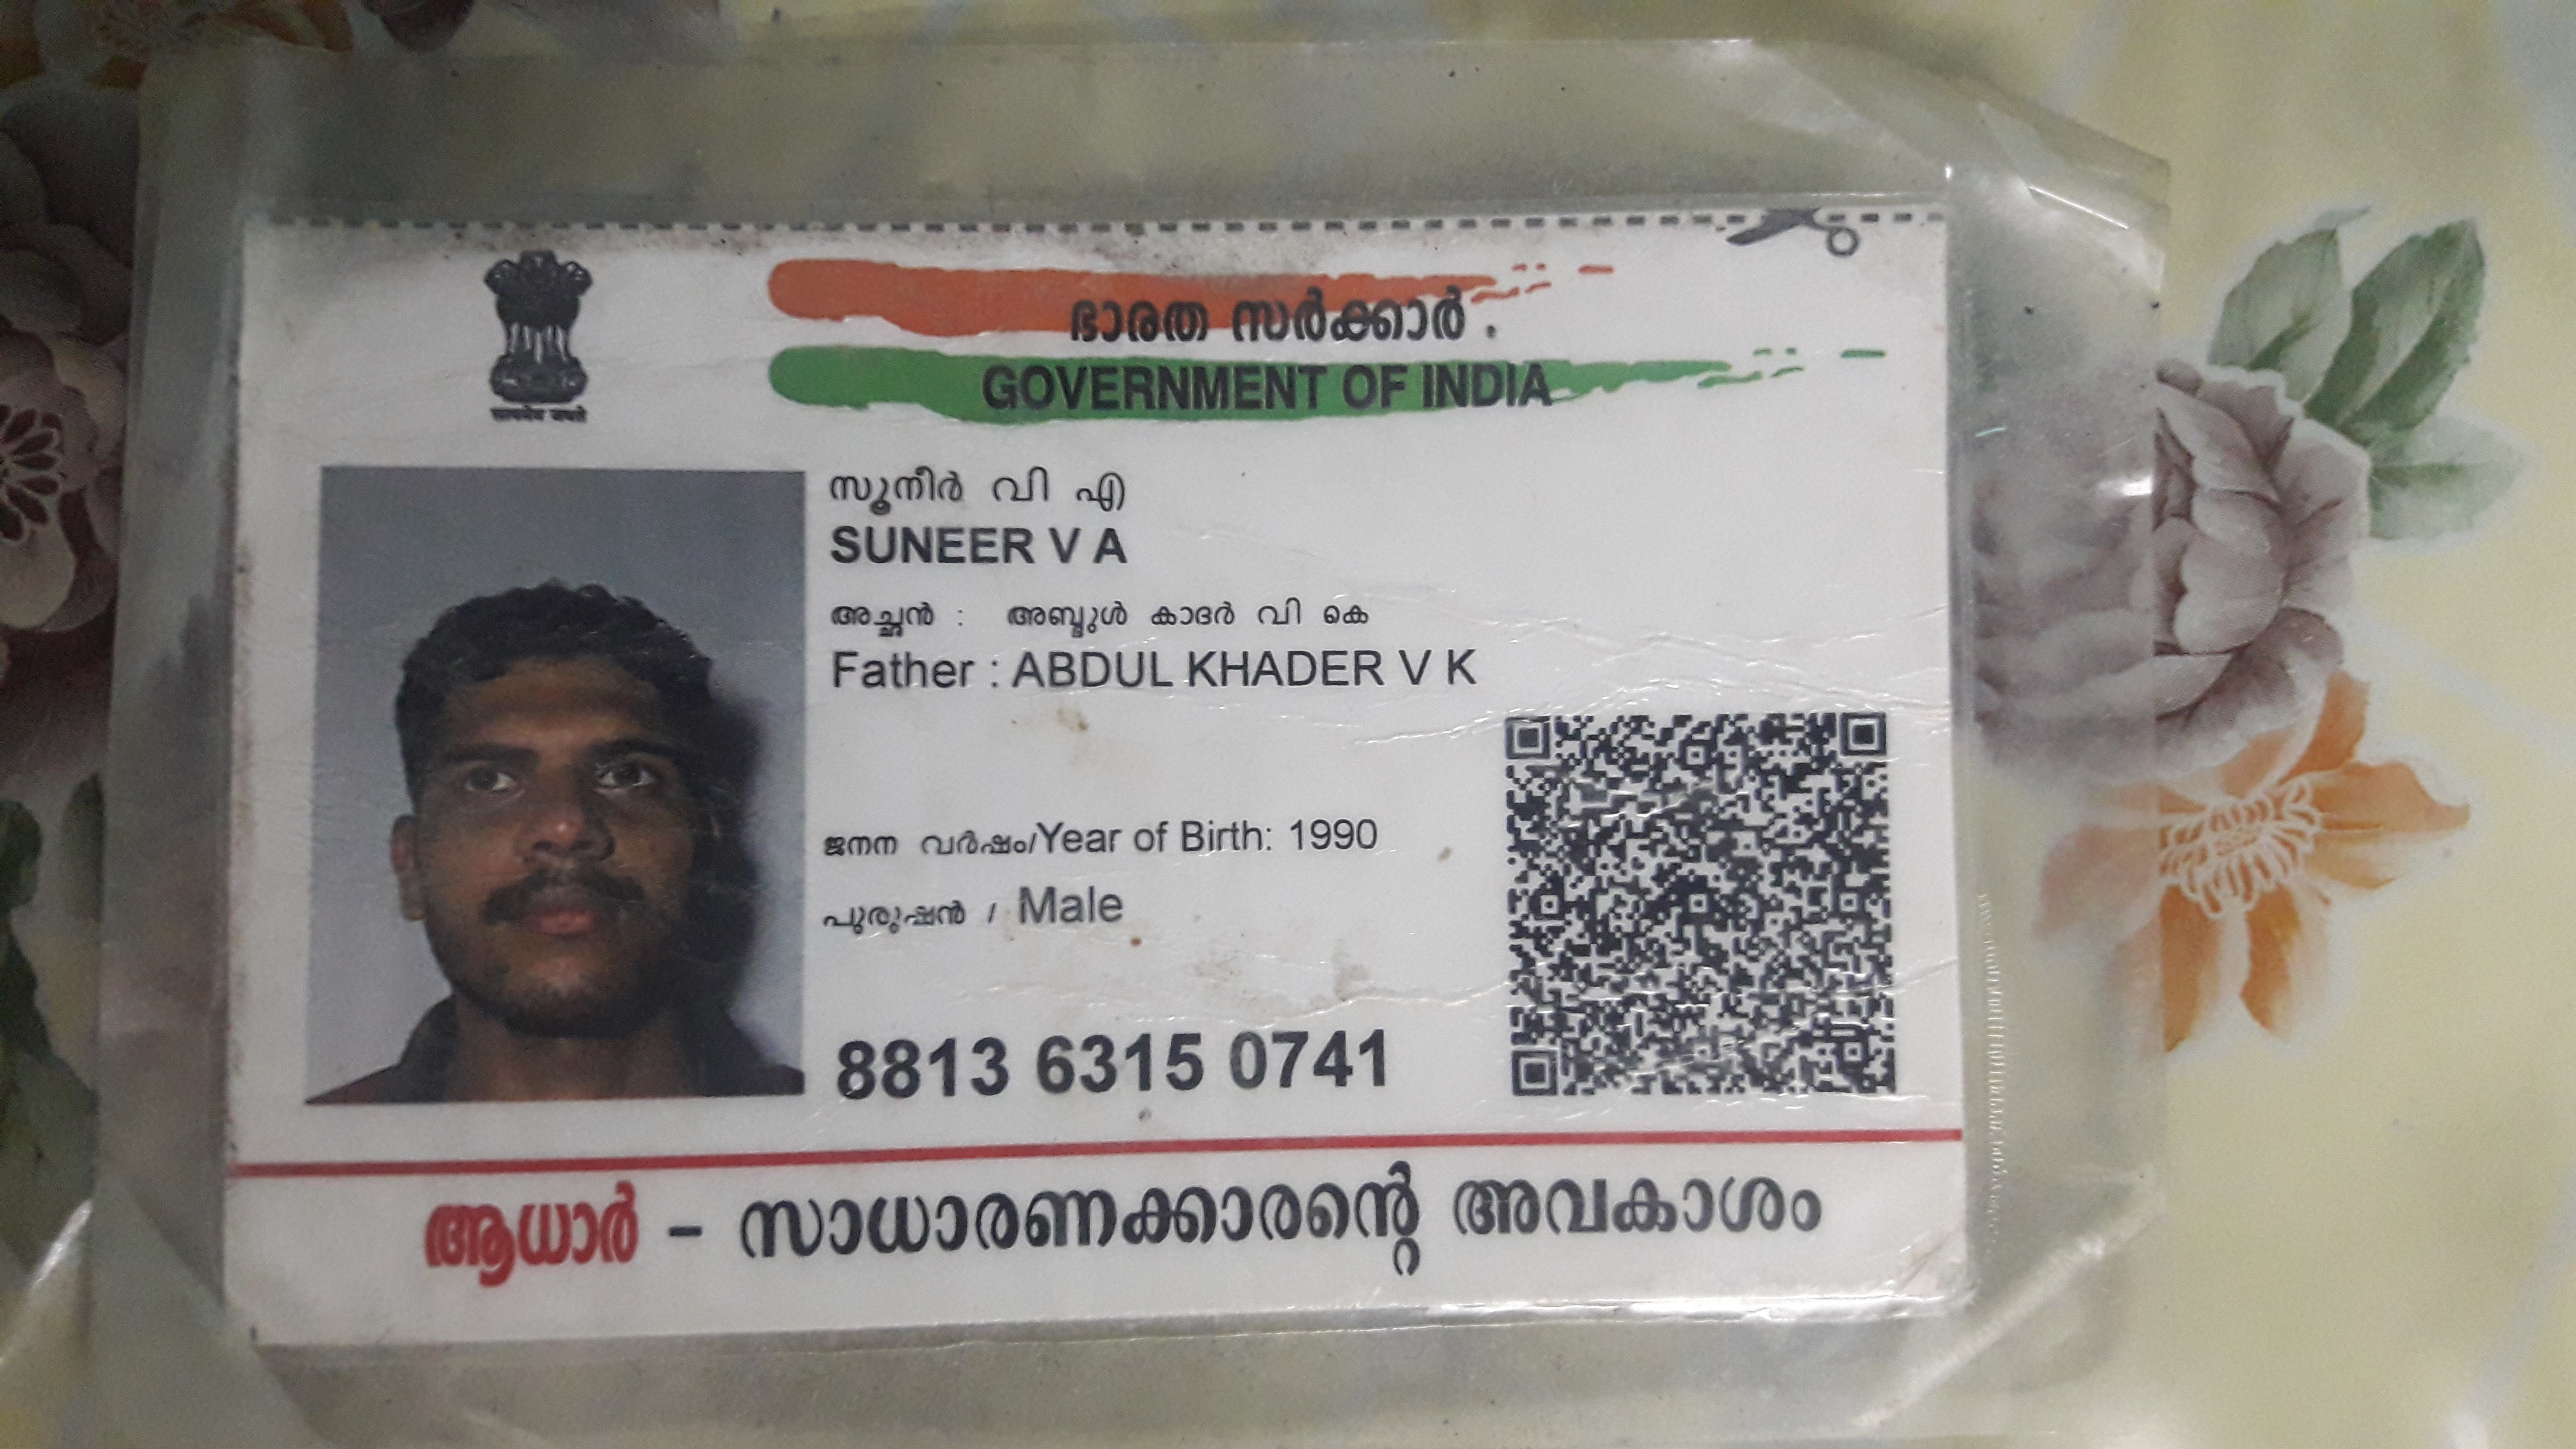 ഭാരത സർക്കാർ
GOVERNMENT OF INDIA
സുനീർ വി എ
SUNEER V A
അച്ഛൻ : അബ്ദുൾ കാദർ വി കെ
Father : ABDUL KHADER V K
ജനന വർഷം/Year of Birth: 1990
പുരുഷൻ / Male
8813 6315 0741
ആധാർ - സാധാരണക്കാരന്റെ അവകാശം